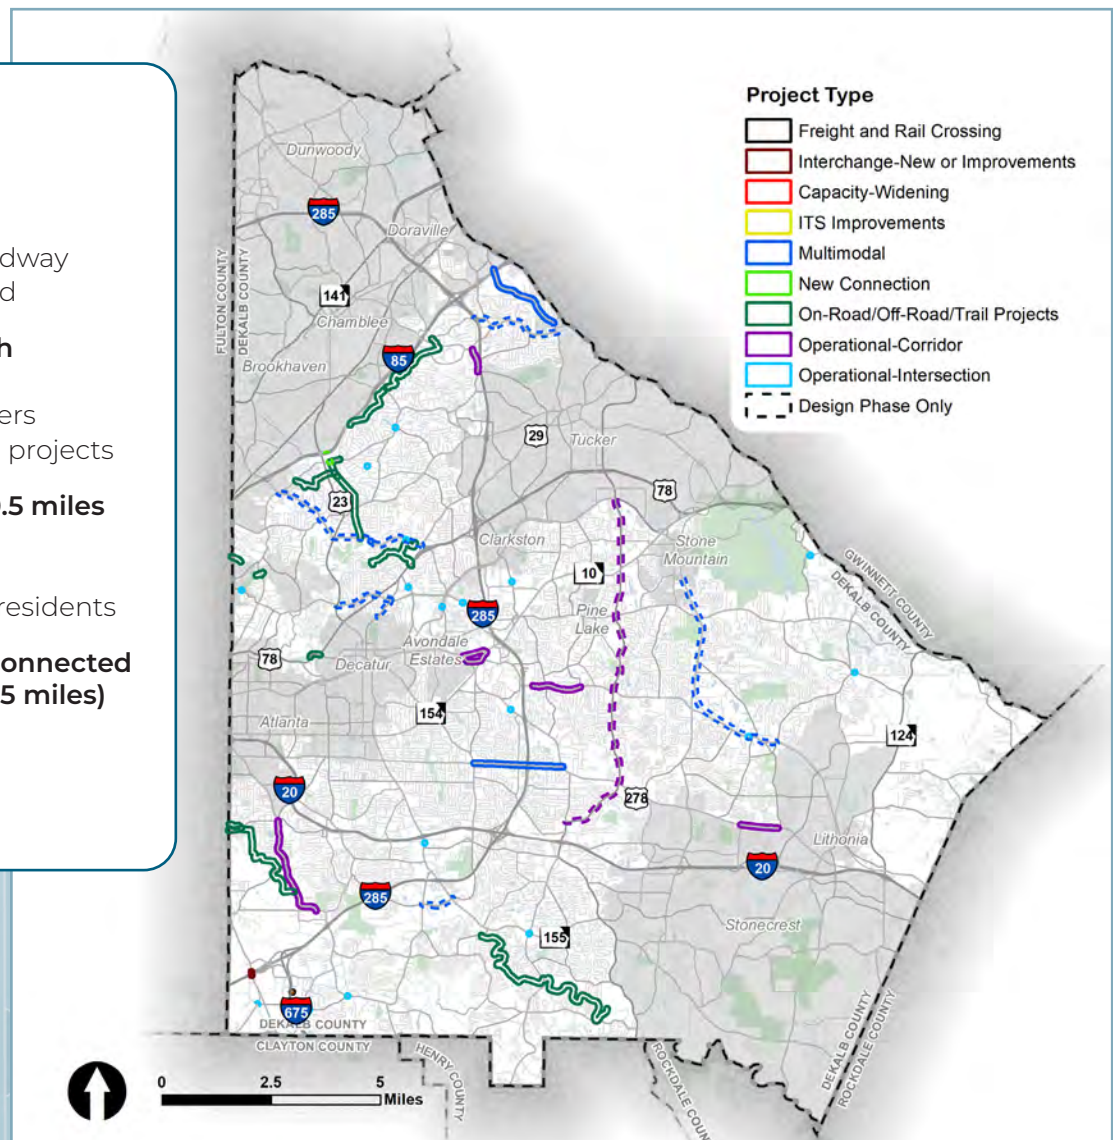 dway
d
h
ers
projects
.5 miles
residents
onnected
5 miles)
Project Type
Freight and Rail Crossing
Interchange-New or Improvements
Capacity-Widening
ITS Improvements
Multimodal
New Connection
On-Road/Off-Road/Trail Projects
Operational-Corridor
Operational-Intersection
Design Phase Only
Dunwoody
285
Doraville
141
Chamblee
FULTON COUNTY
DEKALB COUNTY
85
Brookhaven
29
Tucker
78
23
Clarkston
Stone
Mountain
10
GWINNETT COUNTY
DEKALB COUNTY
285
Pine
Lake
Avondale
Estates
78
Decatur
154
Atlanta
124
20
278
Lithonia
20
285
155
Stonecrest
675
DEKALB COUNTY
CLAYTON COUNTY
HENRY COUNTY
ROCKDALE COUN
DEKALB COUNTY
ROCKDALE COUNTY
0 2.5 5
Miles